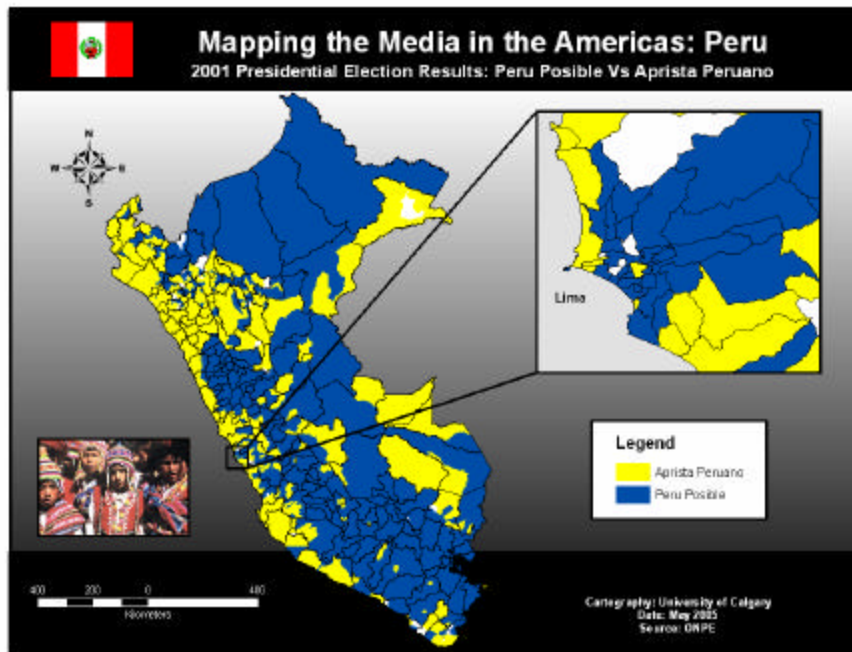 Mapping the Media in the Americas: Peru
2001 Presidential Election Results: Peru Posible Vs Aprista Peruano
N
W E
S
Lima
Legend
Aprista Peruano
Peru Posible
400 200 0 400
Kilometers
Cartography: University of Calgary
Date: May 2005
Source: ONPE